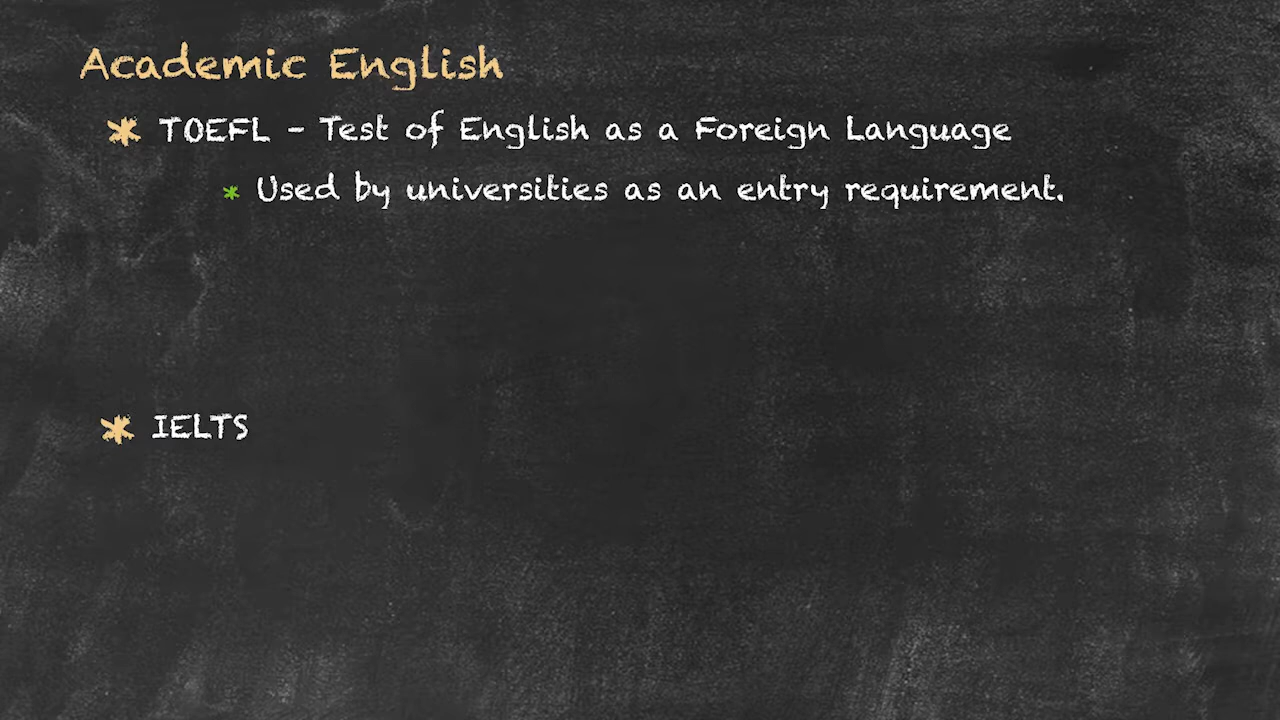 Academic English
* TOEFL - Test of English as a Foreign Language
* Used by universities as an entry requirement.
* IELTS